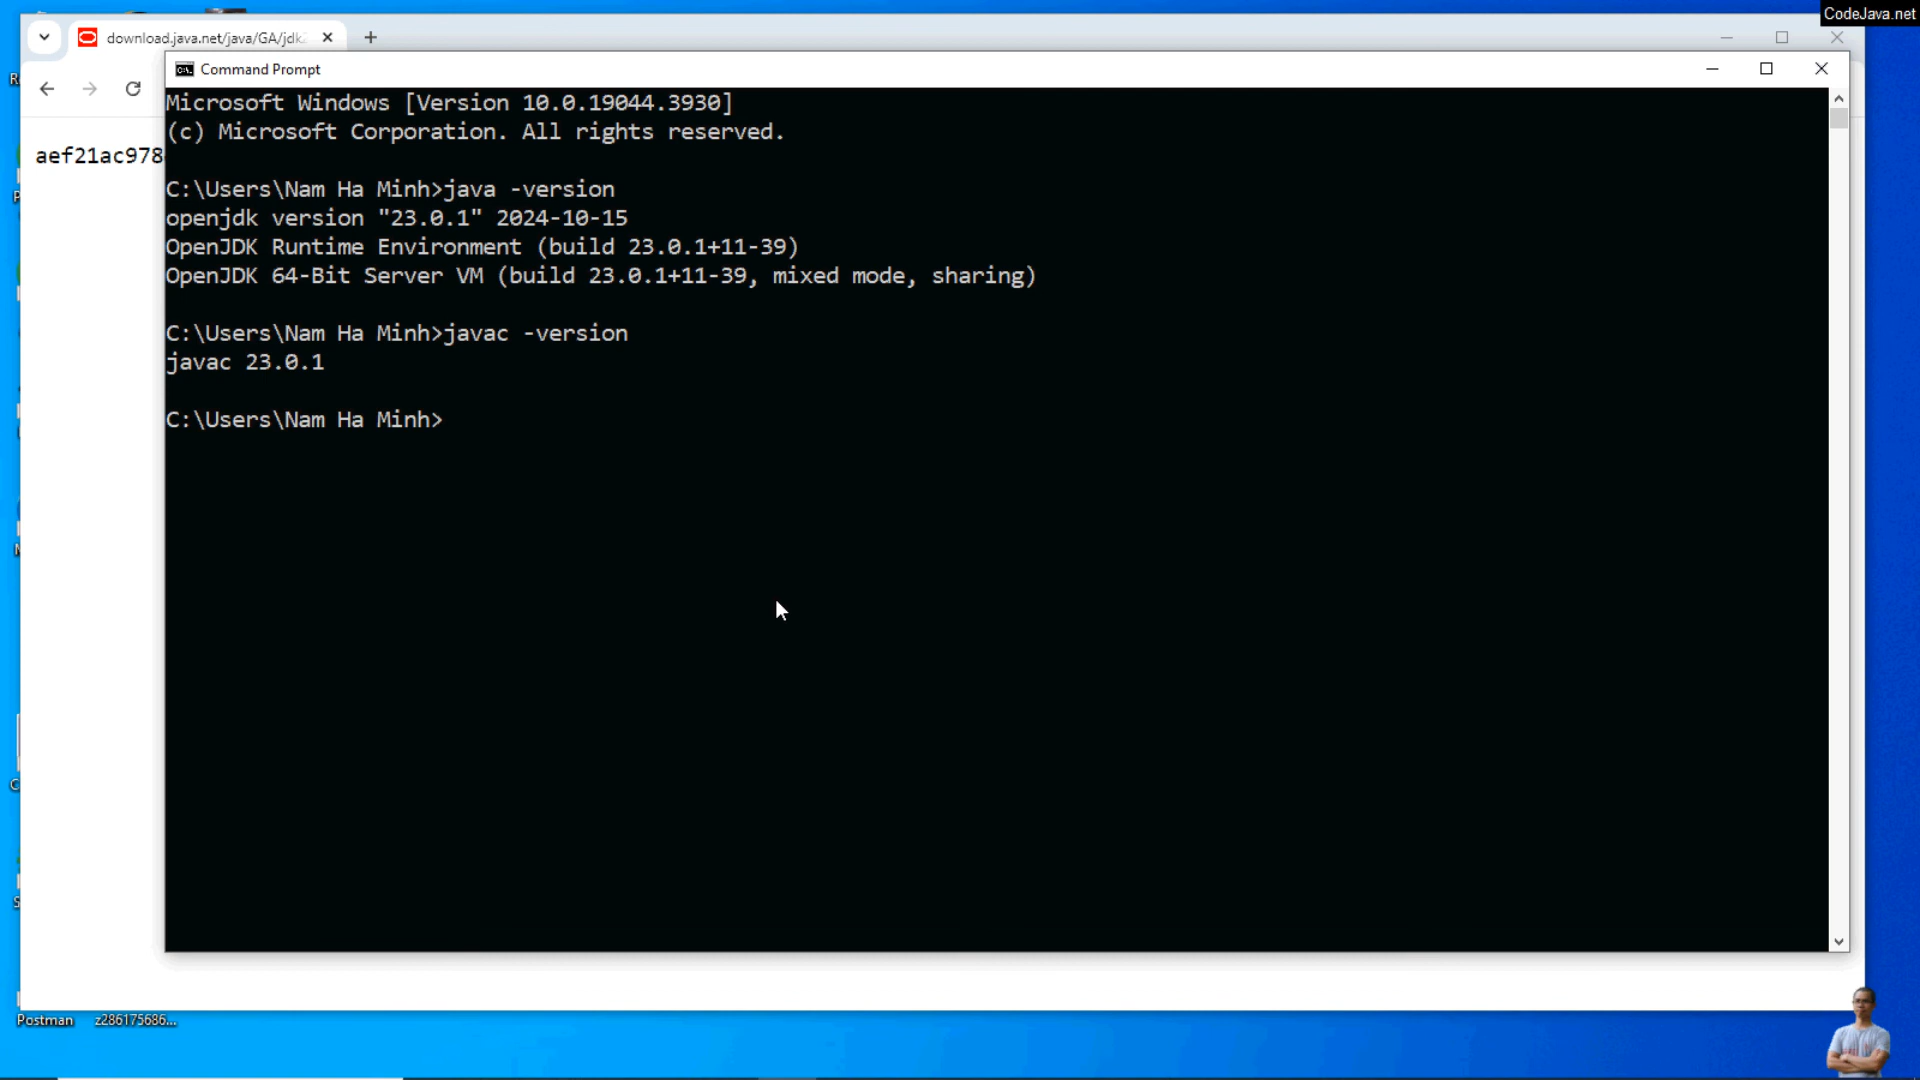 CodeJava.net
download.java.net/java/GA/jdk
Command Prompt
aef21ac978
Microsoft Windows [Version 10.0.19044.3930]
(c) Microsoft Corporation. All rights reserved.
C:\Users\Nam Ha Minh>java -version
openjdk version "23.0.1" 2024-10-15
OpenJDK Runtime Environment (build 23.0.1+11-39)
OpenJDK 64-Bit Server VM (build 23.0.1+11-39, mixed mode, sharing)
C:\Users\Nam Ha Minh>javac -version
javac 23.0.1
C:\Users\Nam Ha Minh>
Postman
z286175686...